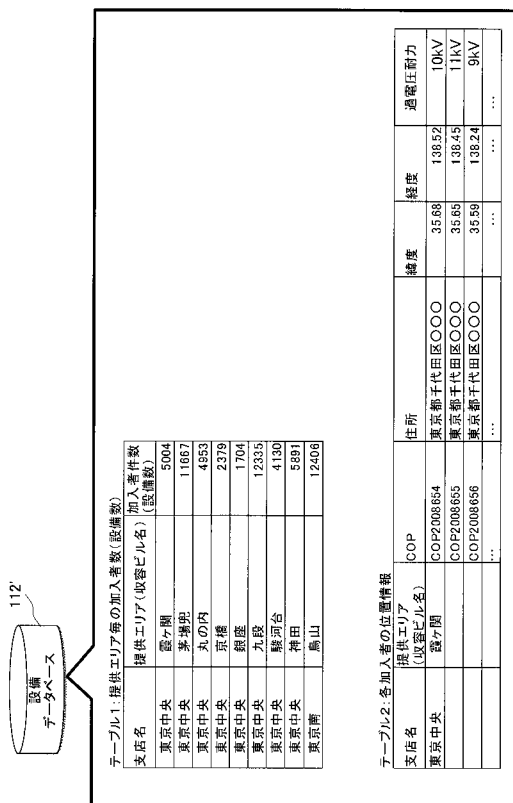 112'
設備
データベース
テーブル1:提供エリア毎の加入者数(設備数)
支店名 提供エリア(収容ビル名) 加入者件数(設備数)
東京中央 霞ヶ関 5004
東京中央 茅場兜 11667
東京中央 丸の内 4953
東京中央 京橋 2379
東京中央 銀座 1704
東京中央 九段 12335
東京中央 駿河台 4130
東京中央 神田 5891
東京南 烏山 12406
テーブル2:各加入者の位置情報
支店名 提供エリア(収容ビル名) COP 住所 緯度 経度 過電圧耐力
東京中央 霞ヶ関 COP2008654 東京都千代田区〇〇〇 35.68 138.52 10kV
COP2008655 東京都千代田区〇〇〇 35.65 138.45 11kV
COP2008656 東京都千代田区〇〇〇 35.59 138.24 9kV
… … … … …